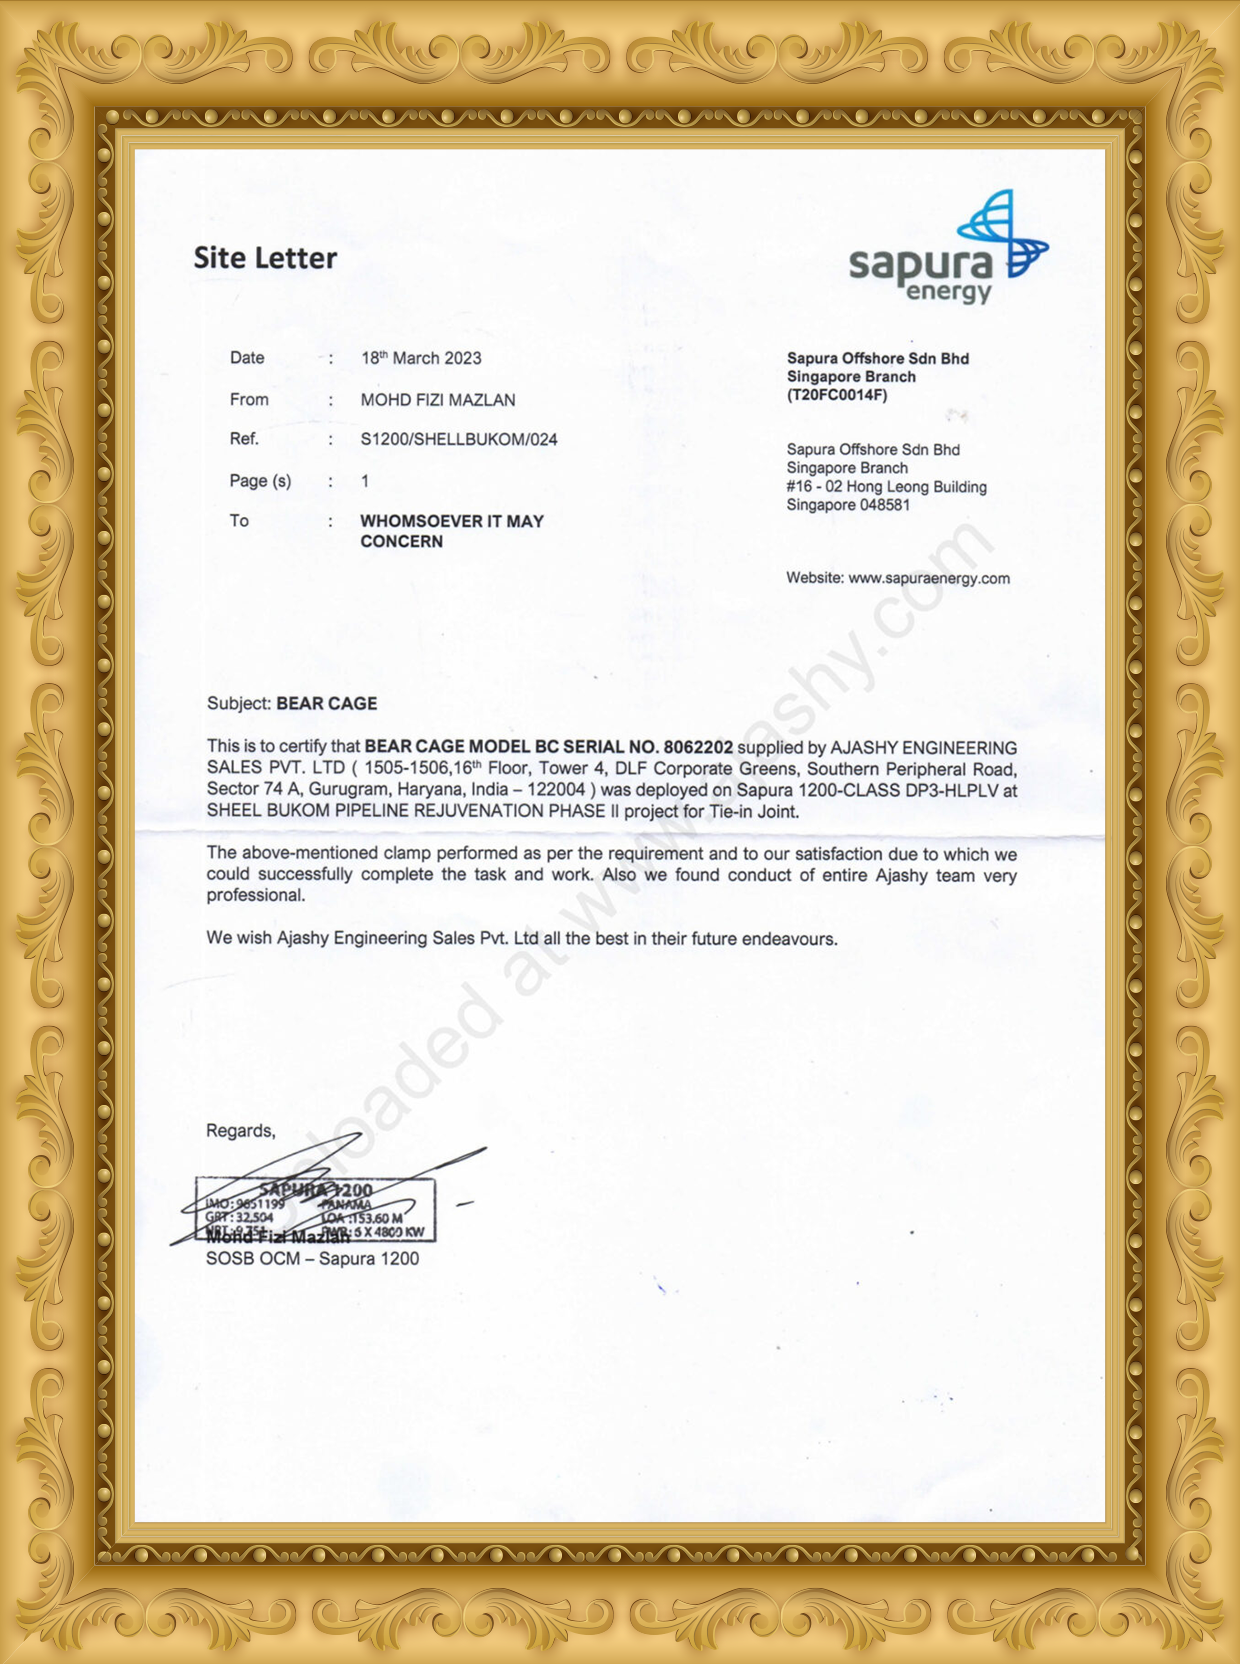 Site Letter
sapura
energy
Date : 18th March 2023
From : MOHD FIZI MAZLAN
Ref. : S1200/SHELLBUKOM/024
Page (s) : 1
To : WHOMSOEVER IT MAY
CONCERN
Sapura Offshore Sdn Bhd
Singapore Branch
(T20FC0014F)
Sapura Offshore Sdn Bhd
Singapore Branch
#16 - 02 Hong Leong Building
Singapore 048581
Website: www.sapuraenergy.com
Subject: BEAR CAGE
This is to certify that BEAR CAGE MODEL BC SERIAL NO. 8062202 supplied by AJASHY ENGINEERING
SALES PVT. LTD ( 1505-1506,16th Floor, Tower 4, DLF Corporate Greens, Southern Peripheral Road,
Sector 74 A, Gurugram, Haryana, India – 122004 ) was deployed on Sapura 1200-CLASS DP3-HLPLV at
SHEEL BUKOM PIPELINE REJUVENATION PHASE II project for Tie-in Joint.
The above-mentioned clamp performed as per the requirement and to our satisfaction due to which we
could successfully complete the task and work. Also we found conduct of entire Ajashy team very
professional.
We wish Ajashy Engineering Sales Pvt. Ltd all the best in their future endeavours.
at www.ajashy.com
Regards,
SAPURA 1200
IMO: 9651199 PANAMA
GRT: 32,504 LOA :153.60 M
PWR: 6 X 4800 KW
Mohd Fizi Mazlan
SOSB OCM – Sapura 1200